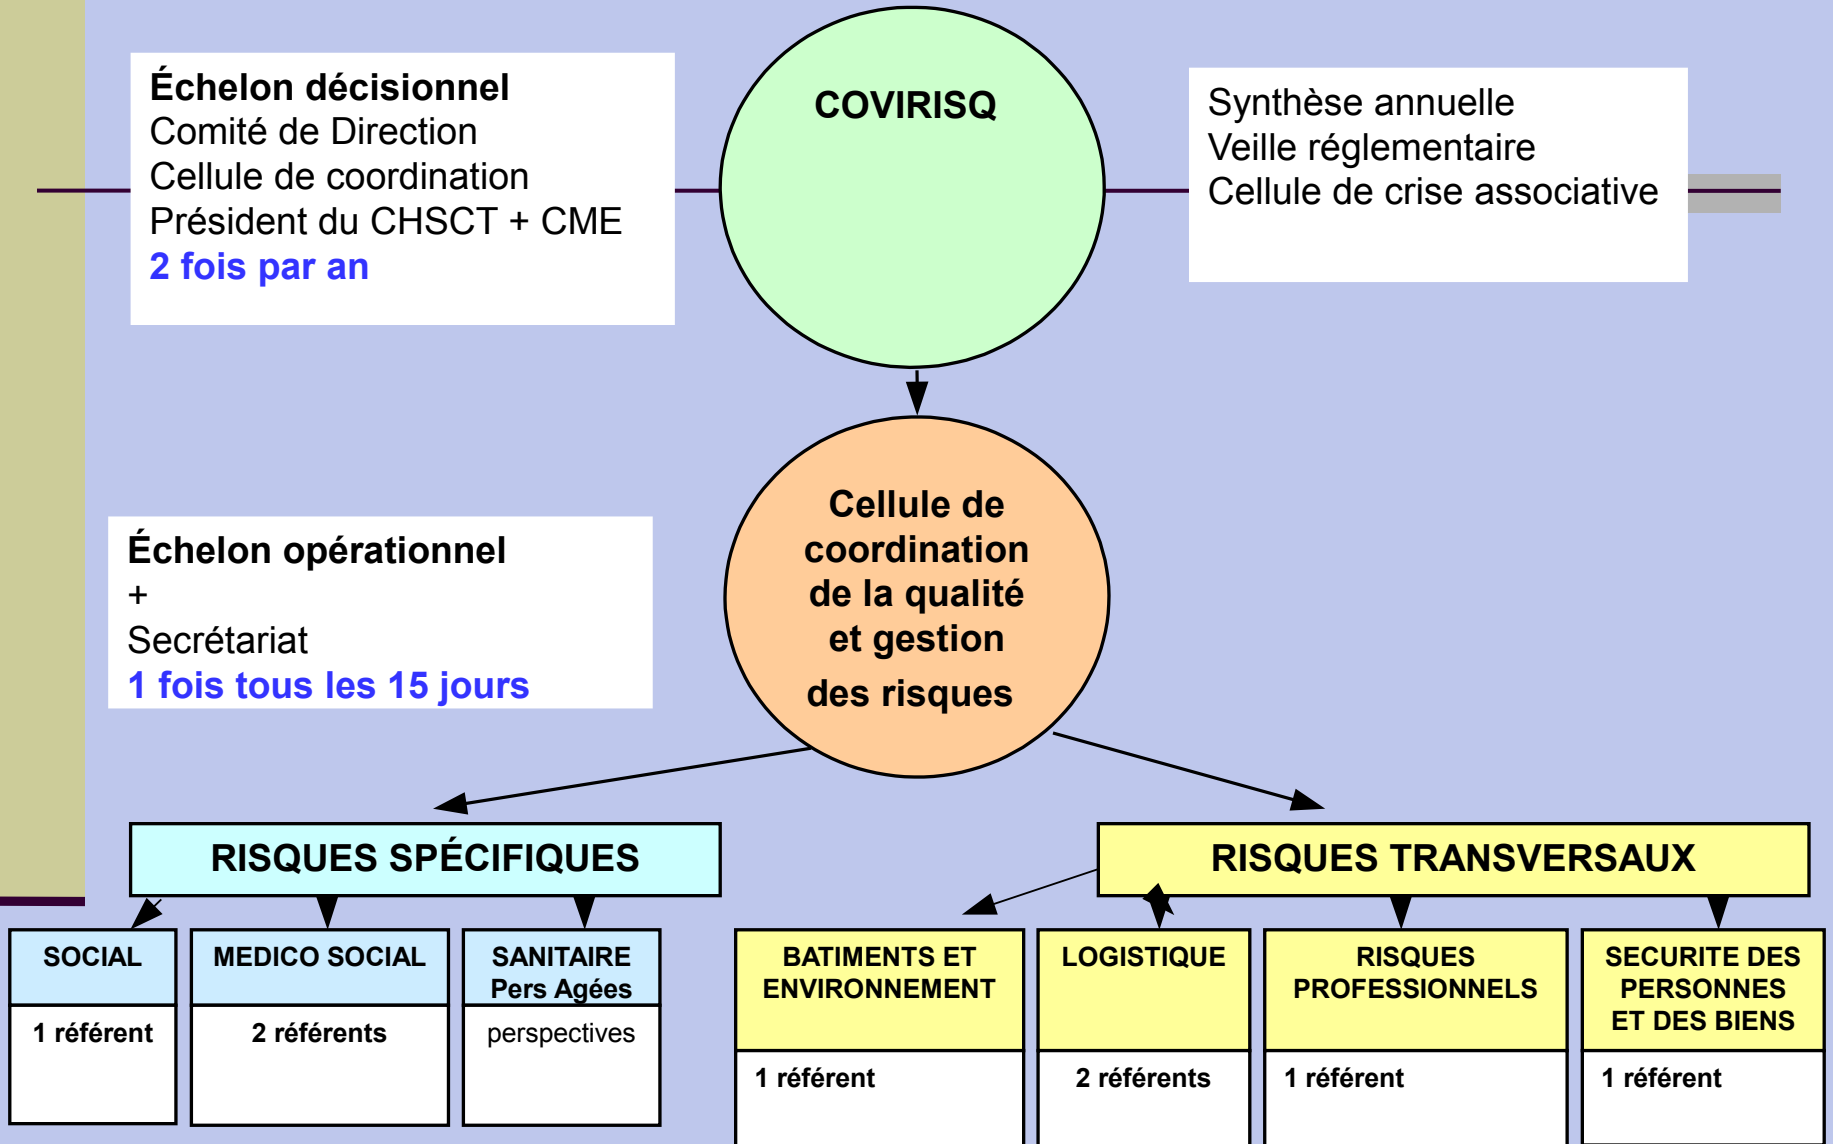 Échelon décisionnel
Comité de Direction
Cellule de coordination
Président du CHSCT + CME
2 fois par an
COVIRISQ
Synthèse annuelle
Veille réglementaire
Cellule de crise associative
Échelon opérationnel
+
Secrétariat
1 fois tous les 15 jours
Cellule de
coordination
de la qualité
et gestion
des risques
RISQUES SPÉCIFIQUES
SOCIAL
1 référent
MEDICO SOCIAL
2 référents
SANITAIRE
Pers Agées
perspectives
RISQUES TRANSVERSAUX
BATIMENTS ET
ENVIRONNEMENT
1 référent
LOGISTIQUE
2 référents
RISQUES
PROFESSIONNELS
1 référent
SECURITE DES
PERSONNES
ET DES BIENS
1 référent